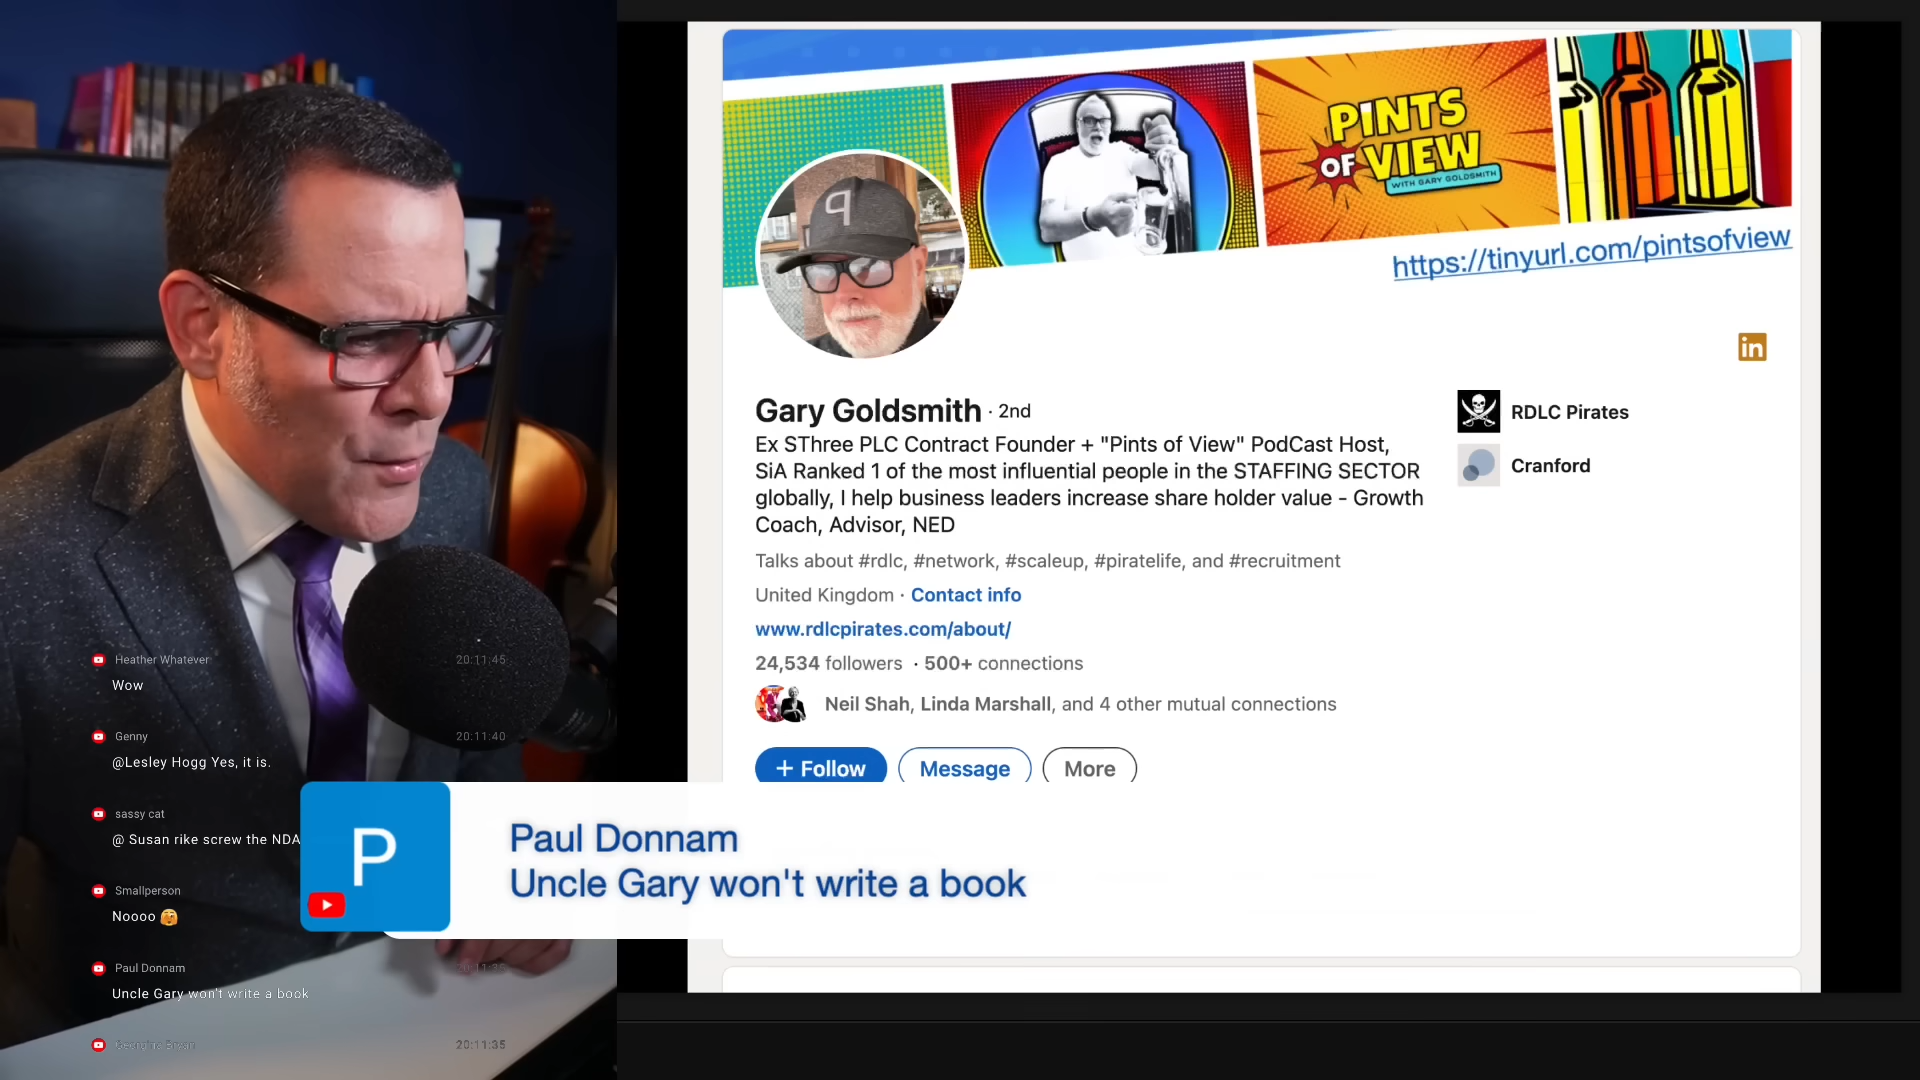 PINTS
OF VIEW
WITH GARY GOLDSMITH
https://tinyurl.com/pintsofview
q
in
Gary Goldsmith · 2nd
Ex SThree PLC Contract Founder + "Pints of View" PodCast Host,
SiA Ranked 1 of the most influential people in the STAFFING SECTOR
globally, I help business leaders increase share holder value - Growth
Coach, Advisor, NED
Talks about #rdlc, #network, #scaleup, #piratelife, and #recruitment
United Kingdom · Contact info
www.rdlcpirates.com/about/
24,534 followers · 500+ connections
Neil Shah, Linda Marshall, and 4 other mutual connections
+ Follow
Message
More
RDLC Pirates
Cranford
Heather Whatever 20:11:45
Wow
Genny 20:11:40
@Lesley Hogg Yes, it is.
sassy cat
@ Susan rike screw the NDA
Smallperson
Noooo
Paul Donnam
Uncle Gary won't write a book
20:11:35
P
Paul Donnam
Uncle Gary won't write a book